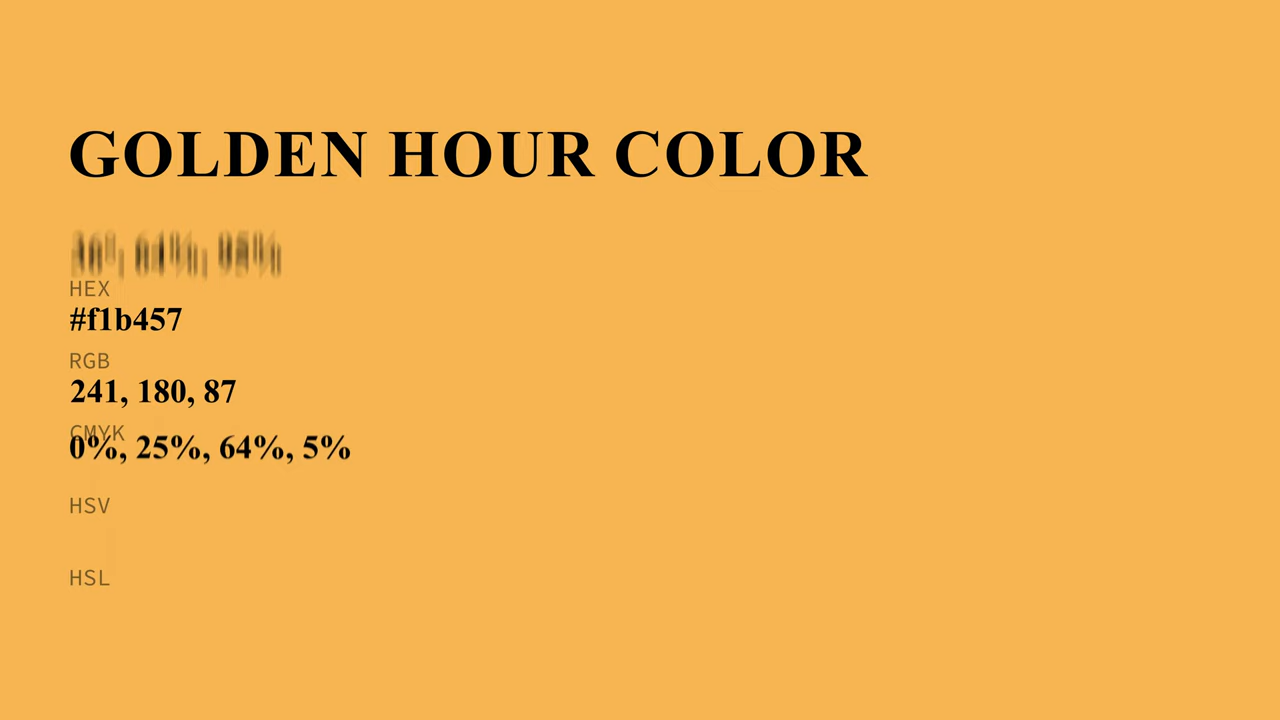 GOLDEN HOUR COLOR
HEX
#f1b457
RGB
241, 180, 87
CMYK
0%, 25%, 64%, 5%
HSV
HSL